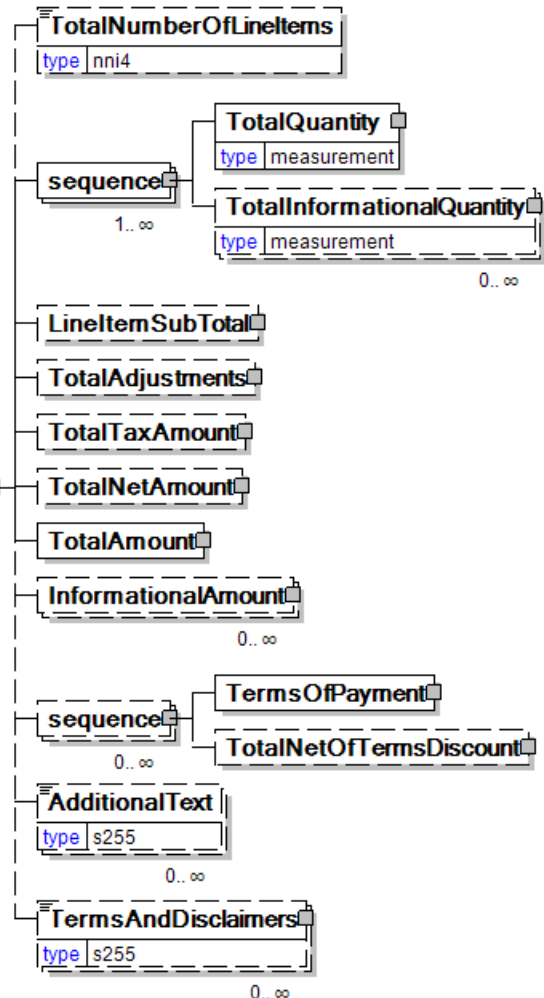 TotalNumberOfLineItems
type nni4
TotalQuantity
type measurement
sequence
1.. ∞
TotalInformationalQuantity
type measurement
0.. ∞
LineItemSubTotal
TotalAdjustments
TotalTaxAmount
TotalNetAmount
TotalAmount
InformationalAmount
0.. ∞
TermsOfPayment
sequence
0.. ∞
TotalNetOfTermsDiscount
AdditionalText
type s255
0.. ∞
TermsAndDisclaimers
type s255
0.. ∞